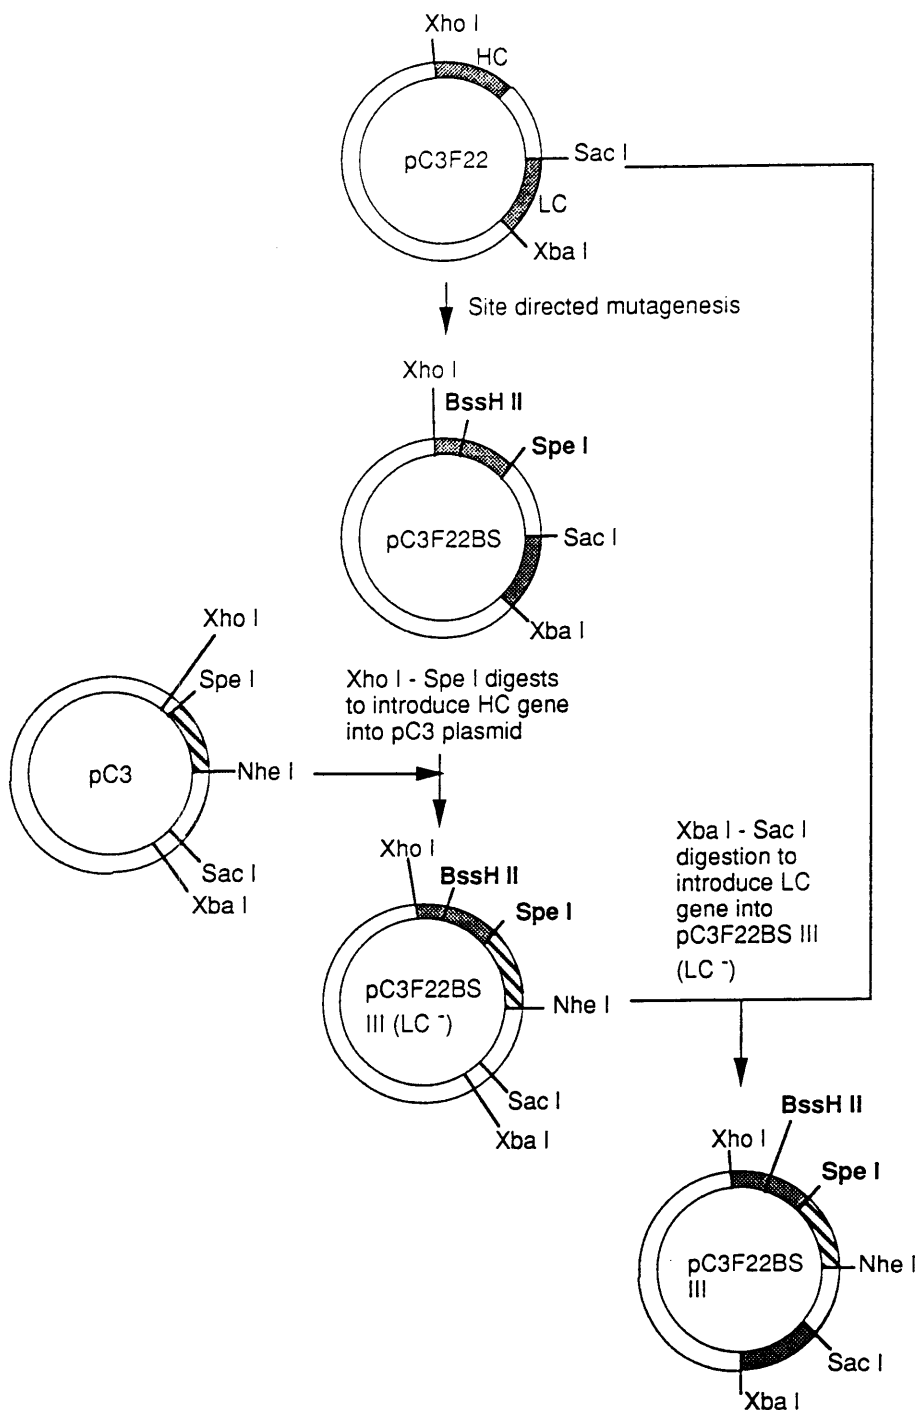 Xho I
HC
pC3F22
Sac I
LC
Xba I
Site directed mutagenesis
Xho I
BssH II
Spe I
pC3F22BS
Sac I
Xba I
Xho I
Spe I
pC3
Nhe I
Sac I
Xba I
Xho I - Spe I digests
to introduce HC gene
into pC3 plasmid
Xba I - Sac I
digestion to
introduce LC
gene into
pC3F22BS III
(LC ⁻)
Xho I
BssH II
Spe I
pC3F22BS
III (LC ⁻)
Nhe I
Sac I
Xba I
BssH II
Xho I
Spe I
pC3F22BS
III
Nhe I
Sac I
Xba I